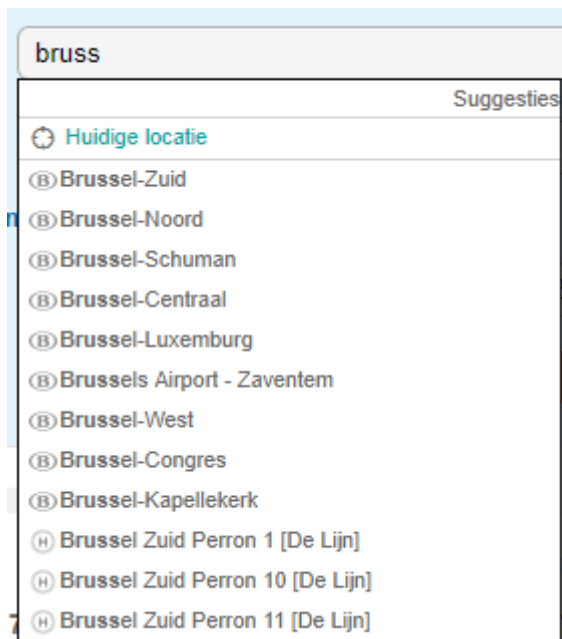 bruss
Suggesties
Huidige locatie
B Brussel-Zuid
B Brussel-Noord
B Brussel-Schuman
B Brussel-Centraal
B Brussel-Luxemburg
B Brussels Airport - Zaventem
B Brussel-West
B Brussel-Congres
B Brussel-Kapellekerk
H Brussel Zuid Perron 1 [De Lijn]
H Brussel Zuid Perron 10 [De Lijn]
H Brussel Zuid Perron 11 [De Lijn]